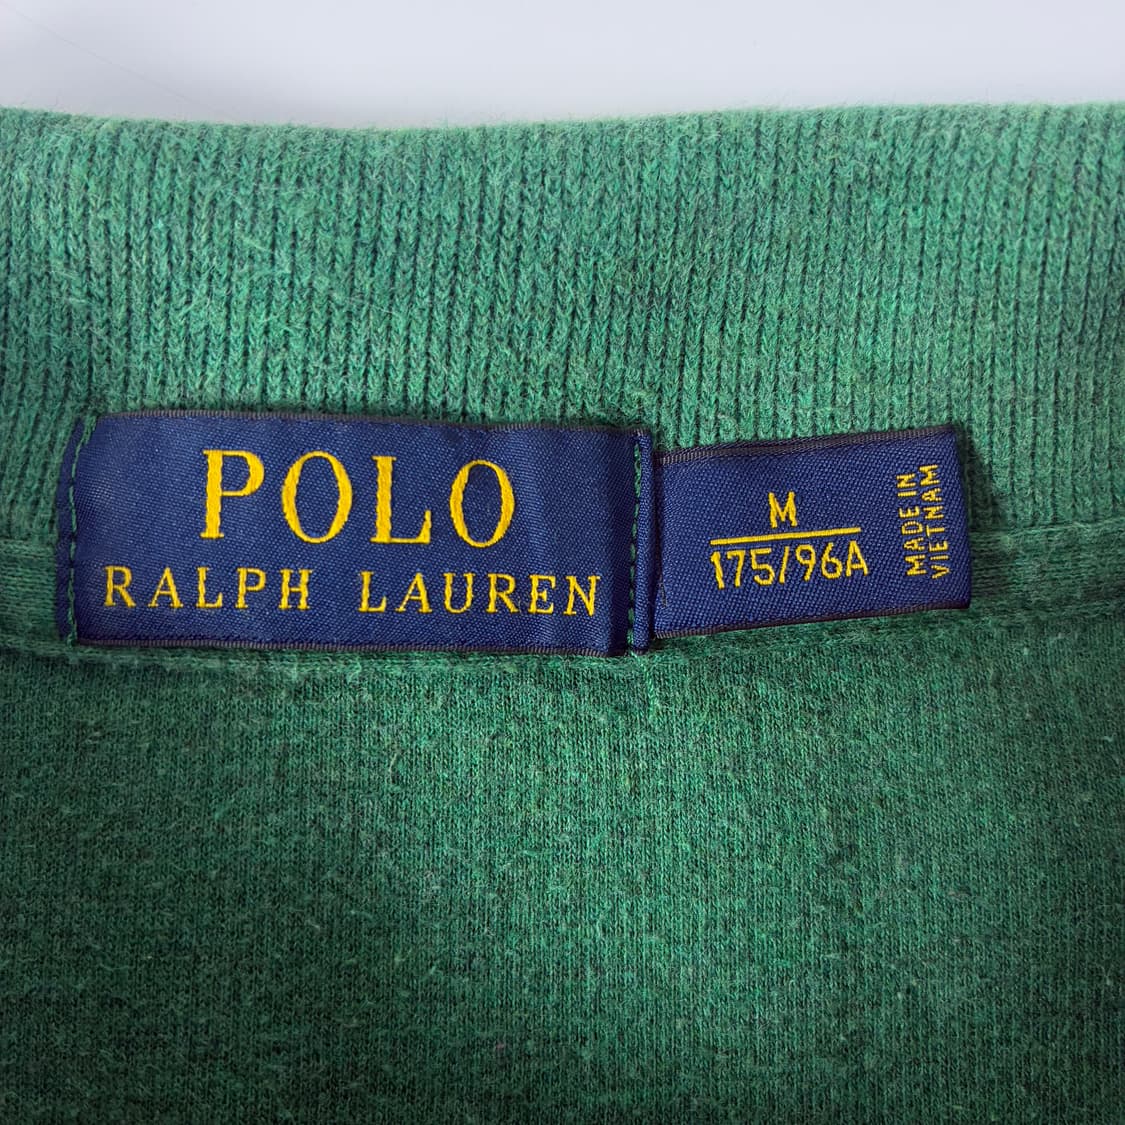 POLO
RALPH LAUREN
M
175/96A
MADE IN
VIETNAM